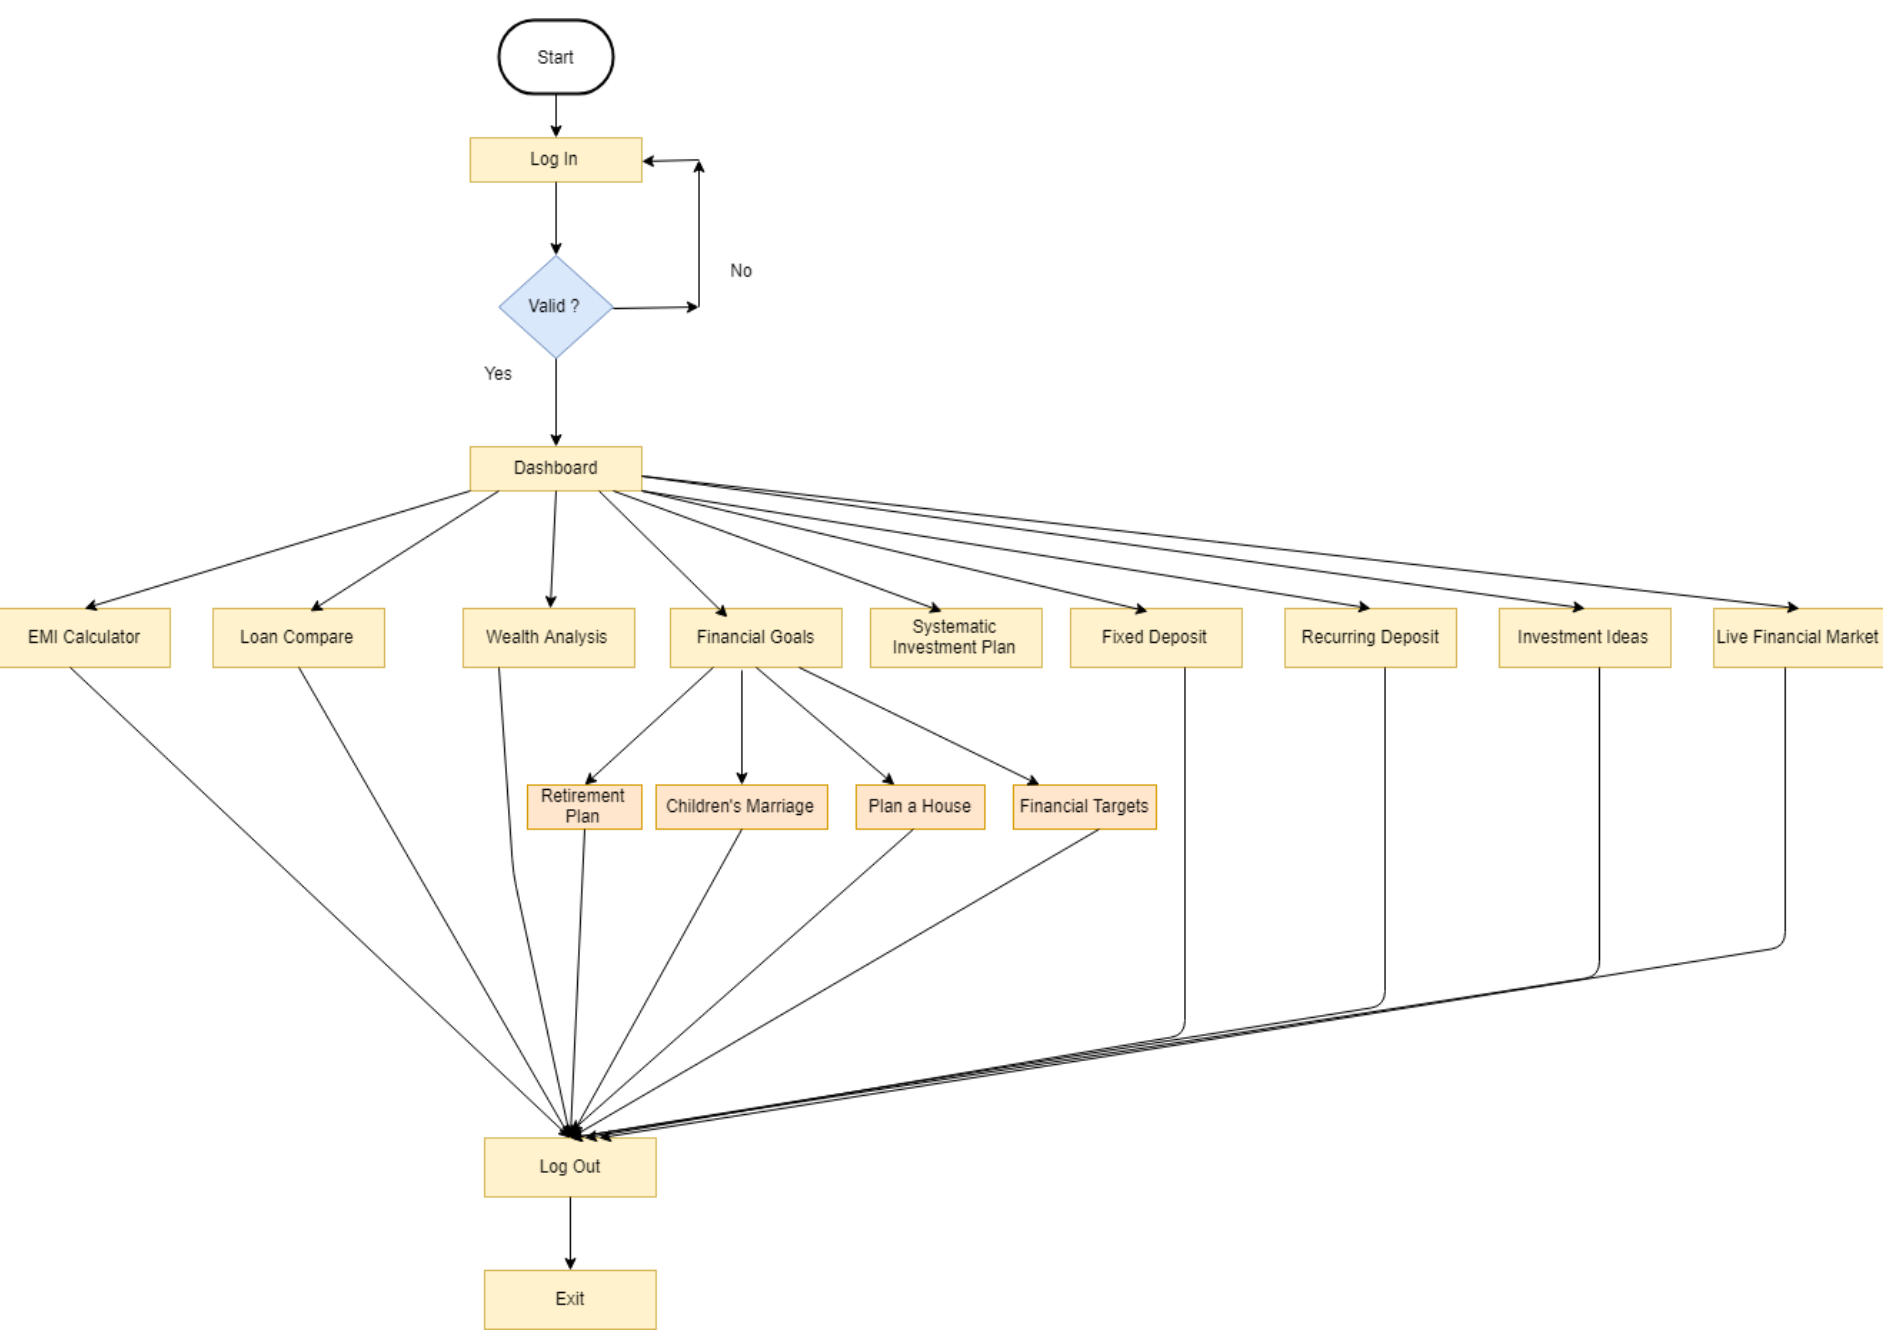 Start
Log In
No
Valid ?
Yes
Dashboard
EMI Calculator
Loan Compare
Wealth Analysis
Financial Goals
Systematic
Investment Plan
Fixed Deposit
Recurring Deposit
Investment Ideas
Live Financial Market
Retirement
Plan
Children's Marriage
Plan a House
Financial Targets
Log Out
Exit